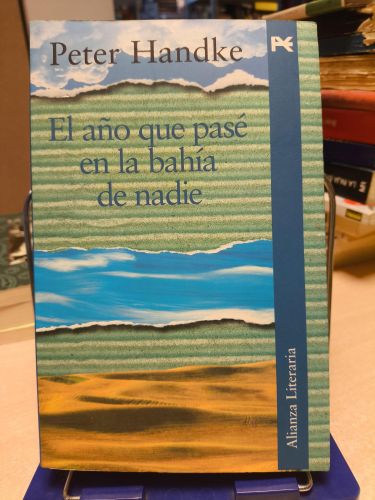 Peter Handke
El año que pasé
en la bahía
de nadie
Alianza Literaria